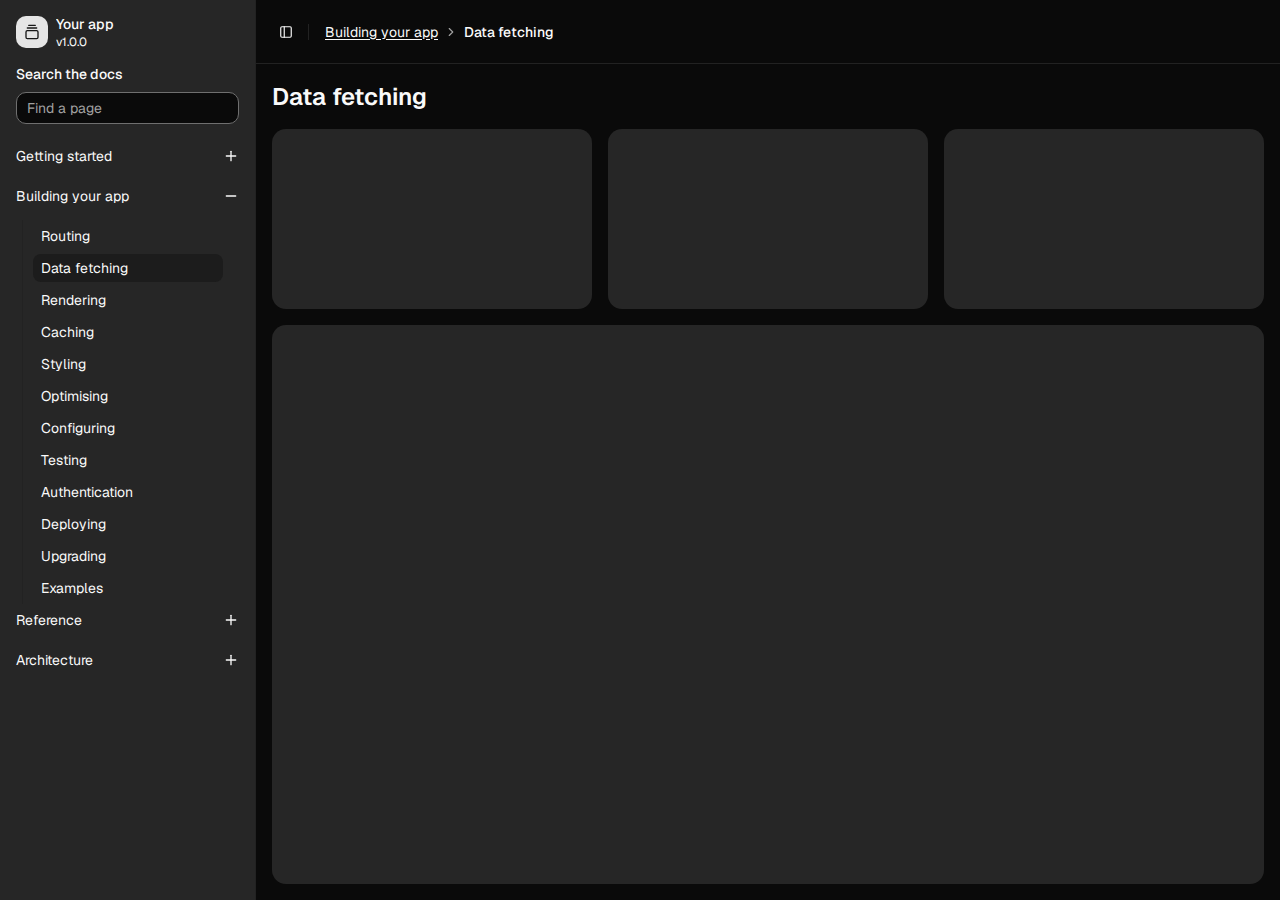 Your app
v1.0.0
Search the docs
Find a page
Getting started
Building your app
Routing
Data fetching
Rendering
Caching
Styling
Optimising
Configuring
Testing
Authentication
Deploying
Upgrading
Examples
Reference
Architecture
Building your app > Data fetching
Data fetching